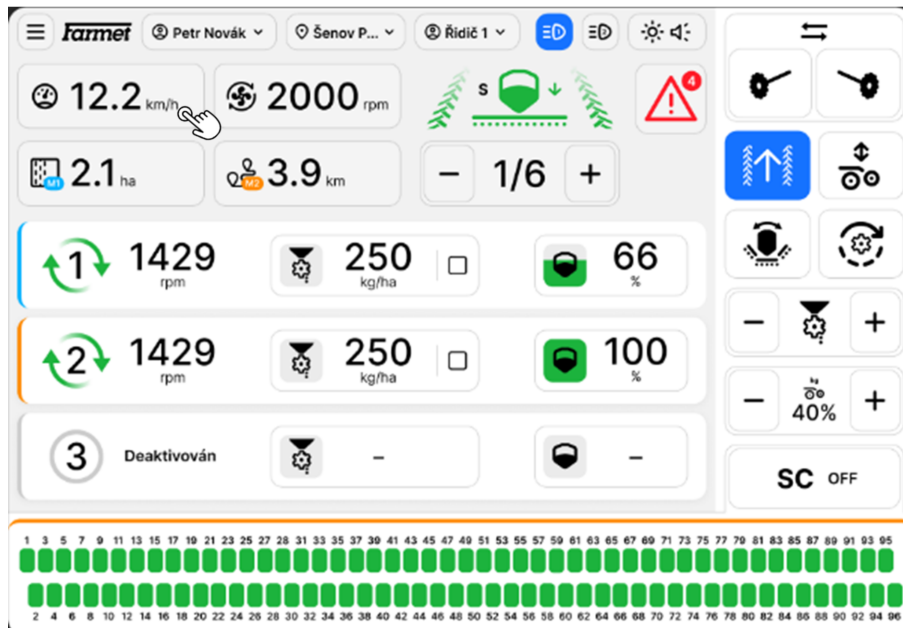 Farmet Petr Novák Šenov P... Řidič 1
12.2 km/h 2000 rpm S 4
M1 2.1 ha M2 3.9 km − 1/6 +
1 1429 rpm 250 kg/ha 66 %
2 1429 rpm 250 kg/ha 100 %
3 Deaktivován – –
− +
− kg 40% +
SC OFF
1 3 5 7 9 11 13 15 17 19 21 23 25 27 28 31 33 35 37 39 41 43 45 47 49 51 53 55 57 59 61 63 65 67 69 71 73 75 77 79 81 83 85 87 89 91 93 95
2 4 6 8 10 12 14 16 18 20 22 24 26 28 30 32 34 36 38 40 42 44 46 48 50 52 54 56 58 60 62 64 66 68 70 72 74 76 78 80 82 84 86 88 90 92 94 96